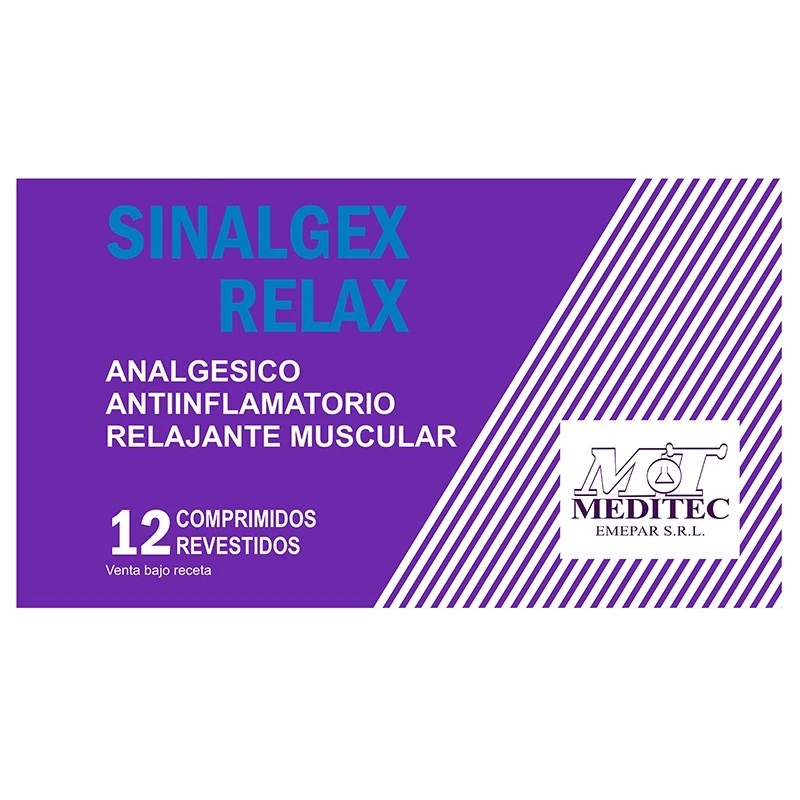 SINALGEX
RELAX
ANALGESICO
ANTIINFLAMATORIO
RELAJANTE MUSCULAR
12 COMPRIMIDOS
REVESTIDOS
Venta bajo receta
MT
MEDITEC
EMEPAR S.R.L.